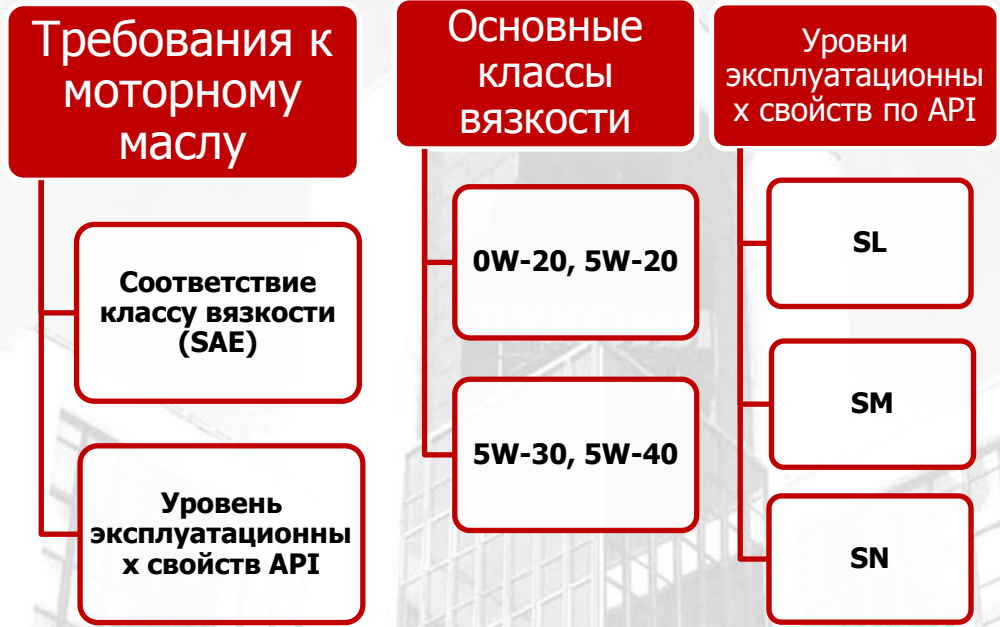 Требования к
моторному
маслу
Соответствие
классу вязкости
(SAE)
Уровень
эксплуатационны
х свойств API
Основные
классы
вязкости
0W-20, 5W-20
5W-30, 5W-40
Уровни
эксплуатационны
х свойств по API
SL
SM
SN